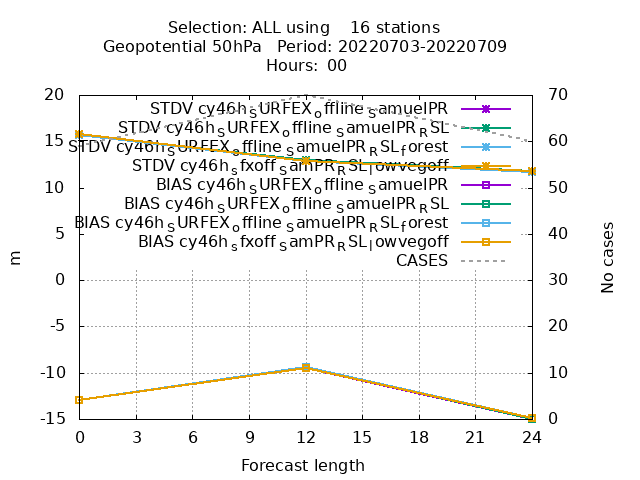 Selection: ALL using 16 stations
Geopotential 50hPa Period: 20220703-20220709
Hours: 00
20 70
STDV cy46h_SURFEX_offline_samuelPR
STDV cy46h_SURFEX_offline_samuelPR_RSL
15 60
STDV cy46h_SURFEX_offline_samuelPR_RSL_forest
STDV cy46h_sfxoff_samPR_RSL_lowvegoff
10 50
BIAS cy46h_SURFEX_offline_samuelPR
BIAS cy46h_SURFEX_offline_samuelPR_RSL
BIAS cy46h_SURFEX_offline_samuelPR_RSL_forest
5 40
BIAS cy46h_sfxoff_samPR_RSL_lowvegoff
CASES
m
No cases
0 30
-5 20
-10 10
-15 0
0 3 6 9 12 15 18 21 24
Forecast length